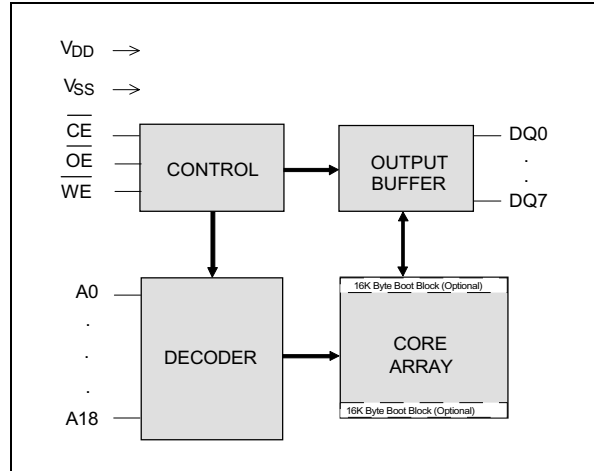 VDD
VSS
CE
OE
WE
CONTROL
OUTPUT
BUFFER
DQ0
.
.
DQ7
A0
.
.
.
A18
DECODER
16K Byte Boot Block (Optional)
CORE
ARRAY
16K Byte Boot Block (Optional)